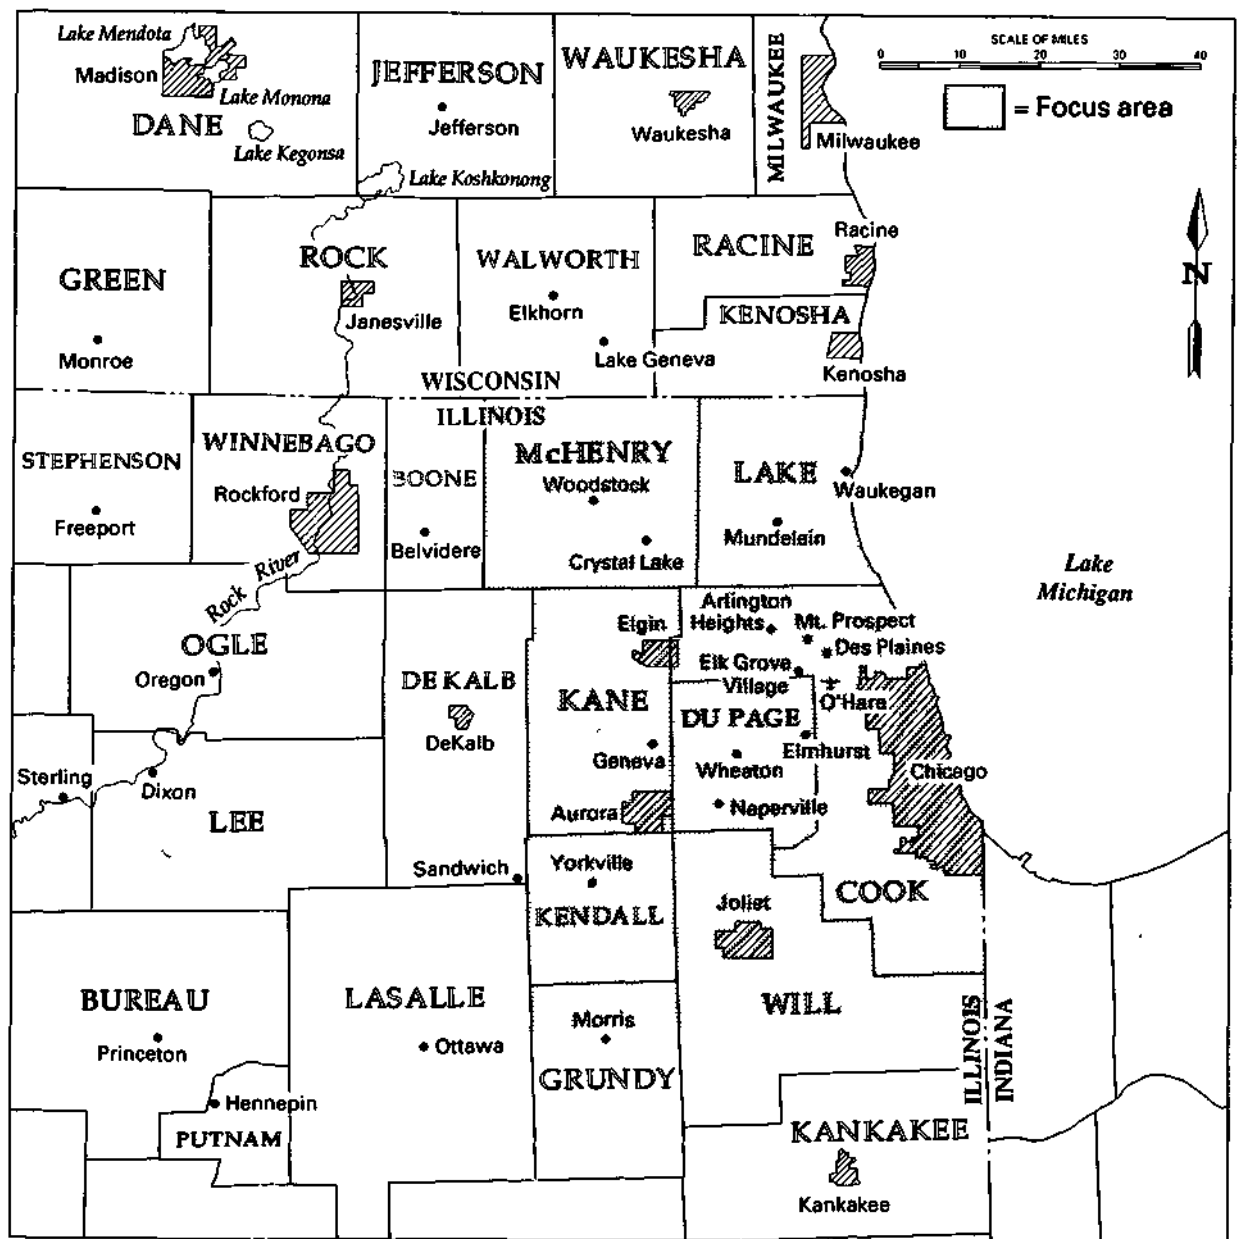 Lake Mendota
Madison
Lake Monona
DANE
Lake Kegonsa
JEFFERSON
Jefferson
Lake Koshkonong
WAUKESHA
Waukesha
MILWAUKEE
Milwaukee
SCALE OF MILES
0 10 20 30 40
= Focus area
N
GREEN
Monroe
ROCK
Janesville
WALWORTH
Elkhorn
Lake Geneva
RACINE
Racine
KENOSHA
Kenosha
WISCONSIN
ILLINOIS
STEPHENSON
Freeport
WINNEBAGO
Rockford
Rock River
BOONE
Belvidere
McHENRY
Woodstock
Crystal Lake
LAKE
Waukegan
Mundelein
Lake
Michigan
OGLE
Oregon
DEKALB
DeKalb
Sandwich
KANE
Elgin
Geneva
Aurora
Arlington
Heights
Mt. Prospect
Des Plaines
Elk Grove
Village
O'Hara
DU PAGE
Elmhurst
Wheaton
Naperville
Chicago
COOK
Sterling
Dixon
LEE
Yorkville
KENDALL
Joliet
WILL
BUREAU
Princeton
Hennepin
PUTNAM
LASALLE
Ottawa
Morris
GRUNDY
KANKAKEE
Kankakee
ILLINOIS
INDIANA